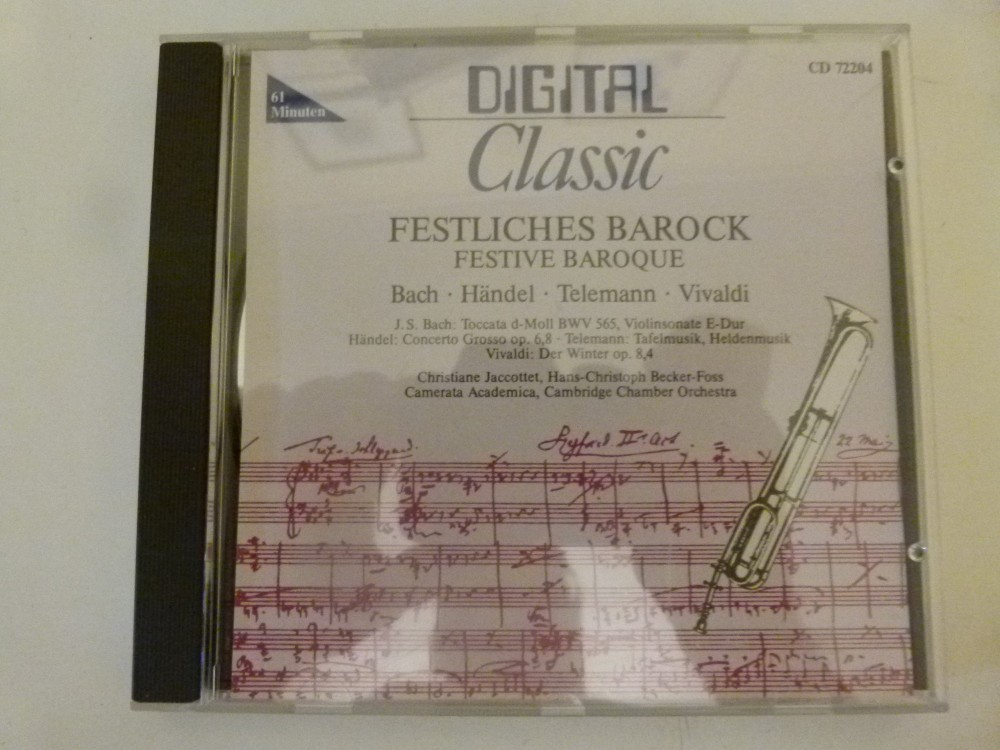 61
Minuten
CD 72204
DIGITAL
Classic
FESTLICHES BAROCK
FESTIVE BAROQUE
Bach · Händel · Telemann · Vivaldi
J. S. Bach: Toccata d-Moll BWV 565, Violinsonate E-Dur
Händel: Concerto Grosso op. 6,8 · Telemann: Tafelmusik, Heldenmusik
Vivaldi: Der Winter op. 8,4
Christiane Jaccottet, Hans-Christoph Becker-Foss
Camerata Academica, Cambridge Chamber Orchestra